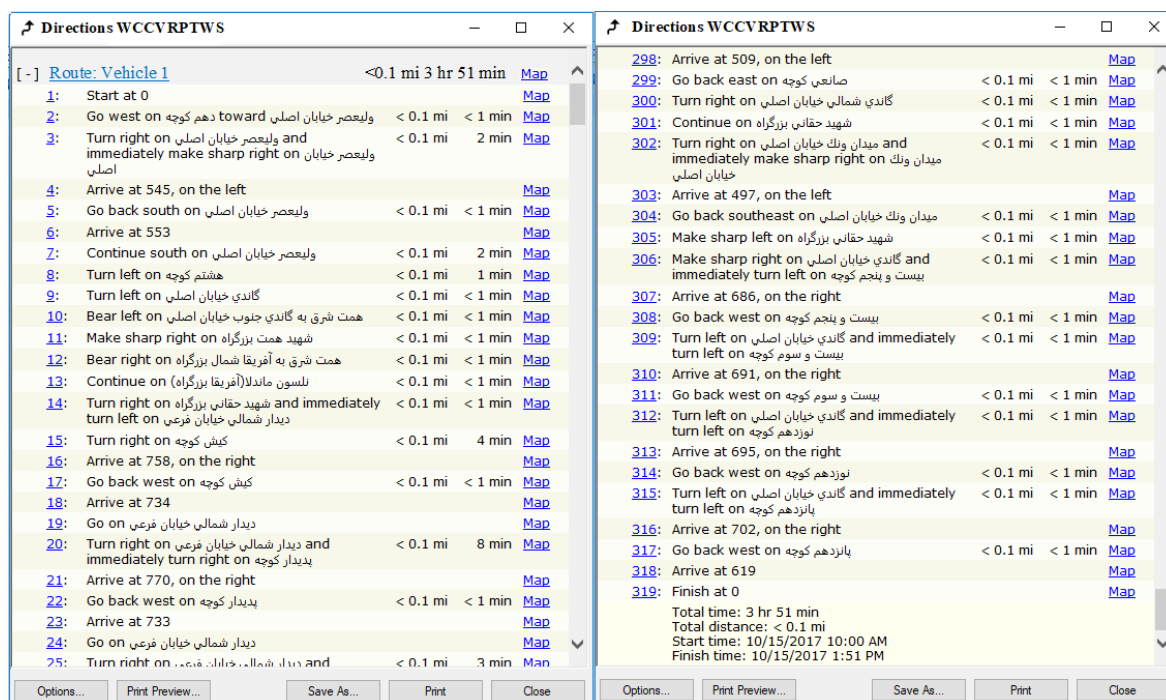 Directions WCCVRPTWS
[-] Route: Vehicle 1 <0.1 mi 3 hr 51 min Map
1: Start at 0 Map
2: Go west on دهم كوچه toward وليعصر خيابان اصلي < 0.1 mi < 1 min Map
3: Turn right on وليعصر خيابان اصلي and < 0.1 mi 2 min Map
immediately make sharp right on
وليعصر خيابان
اصلي
4: Arrive at 545, on the left Map
5: Go back south on وليعصر خيابان اصلي < 0.1 mi < 1 min Map
6: Arrive at 553 Map
7: Continue south on وليعصر خيابان اصلي < 0.1 mi 2 min Map
8: Turn left on هشتم كوچه < 0.1 mi 1 min Map
9: Turn left on گاندي خيابان اصلي < 0.1 mi < 1 min Map
10: Bear left on همت شرق به گاندي جنوب خيابان اصلي < 0.1 mi < 1 min Map
11: Make sharp right on شهيد همت بزرگراه < 0.1 mi < 1 min Map
12: Bear right on همت شرق به آفريقا شمال بزرگراه < 0.1 mi < 1 min Map
13: Continue on نلسون ماندلا(آفريقا بزرگراه) < 0.1 mi < 1 min Map
14: Turn right on شهيد حقاني بزرگراه and immediately < 0.1 mi < 1 min Map
turn left on ديدار شمالي خيابان فرعي
15: Turn right on كيش كوچه < 0.1 mi 4 min Map
16: Arrive at 758, on the right Map
17: Go back west on كيش كوچه < 0.1 mi < 1 min Map
18: Arrive at 734 Map
19: Go on ديدار شمالي خيابان فرعي Map
20: Turn right on ديدار شمالي خيابان فرعي and < 0.1 mi 8 min Map
immediately turn right on پديدار كوچه
21: Arrive at 770, on the right Map
22: Go back west on پديدار كوچه < 0.1 mi < 1 min Map
23: Arrive at 733 Map
24: Go on ديدار شمالي خيابان فرعي Map
25: Turn right on ديدار شمالي خيابان فرعي and < 0.1 mi 3 min Map
Options... Print Preview... Save As... Print Close
Directions WCCVRPTWS
298: Arrive at 509, on the left Map
299: Go back east on صانعي كوچه < 0.1 mi < 1 min Map
300: Turn right on گاندي شمالي خيابان اصلي < 0.1 mi < 1 min Map
301: Continue on شهيد حقاني بزرگراه < 0.1 mi < 1 min Map
302: Turn right on ميدان ونك خيابان اصلي and < 0.1 mi < 1 min Map
immediately make sharp right on ميدان ونك
خيابان اصلي
303: Arrive at 497, on the left Map
304: Go back southeast on ميدان ونك خيابان اصلي < 0.1 mi < 1 min Map
305: Make sharp left on شهيد حقاني بزرگراه < 0.1 mi < 1 min Map
306: Make sharp right on گاندي خيابان اصلي and < 0.1 mi < 1 min Map
immediately turn left on بيست و پنجم كوچه
307: Arrive at 686, on the right Map
308: Go back west on بيست و پنجم كوچه < 0.1 mi < 1 min Map
309: Turn left on گاندي خيابان اصلي and immediately < 0.1 mi < 1 min Map
turn left on بيست و سوم كوچه
310: Arrive at 691, on the right Map
311: Go back west on بيست و سوم كوچه < 0.1 mi < 1 min Map
312: Turn left on گاندي خيابان اصلي and immediately < 0.1 mi < 1 min Map
turn left on نوزدهم كوچه
313: Arrive at 695, on the right Map
314: Go back west on نوزدهم كوچه < 0.1 mi < 1 min Map
315: Turn left on گاندي خيابان اصلي and immediately < 0.1 mi < 1 min Map
turn left on پانزدهم كوچه
316: Arrive at 702, on the right Map
317: Go back west on پانزدهم كوچه < 0.1 mi < 1 min Map
318: Arrive at 619 Map
319: Finish at 0 Map
Total time: 3 hr 51 min
Total distance: < 0.1 mi
Start time: 10/15/2017 10:00 AM
Finish time: 10/15/2017 1:51 PM
Options... Print Preview... Save As... Print Close